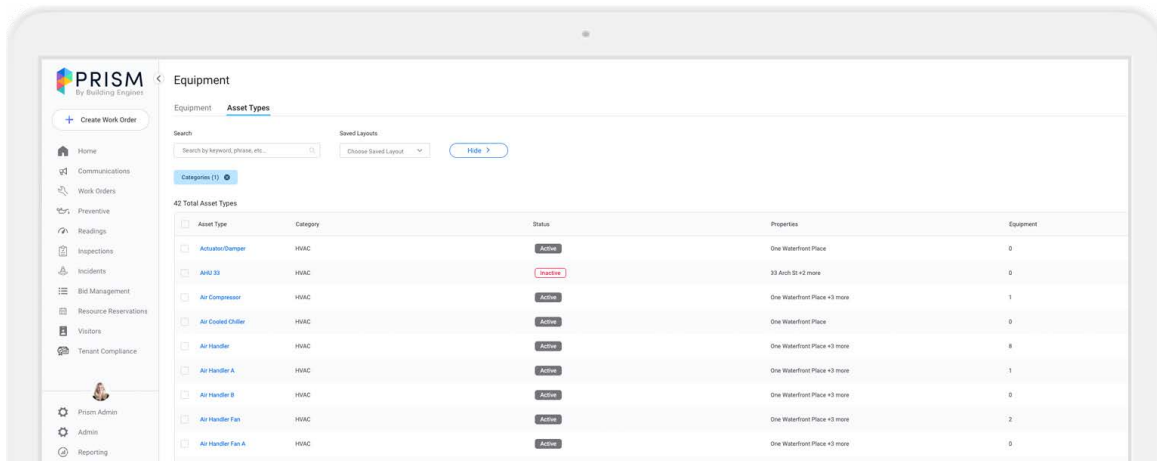 PRISM
By Building Engines
Create Work Order
Home
Communications
Work Orders
Preventive
Readings
Inspections
Incidents
Bid Management
Resource Reservations
Visitors
Tenant Compliance
Prism Admin
Admin
Reporting
Equipment
Equipment Asset Types
Search Saved Layouts
Search by keyword, phrase, etc... Choose Saved Layout Hide
Categories (1)
42 Total Asset Types
Asset Type Category Status Properties Equipment
Actuator/Damper HVAC Active One Waterfront Place 0
AHU 33 HVAC Inactive 33 Arch St +2 more 0
Air Compressor HVAC Active One Waterfront Place +3 more 1
Air Cooled Chiller HVAC Active One Waterfront Place 0
Air Handler HVAC Active One Waterfront Place +3 more 8
Air Handler A HVAC Active One Waterfront Place +3 more 1
Air Handler B HVAC Active One Waterfront Place +3 more 0
Air Handler Fan HVAC Active One Waterfront Place +3 more 2
Air Handler Fan A HVAC Active One Waterfront Place +3 more 0